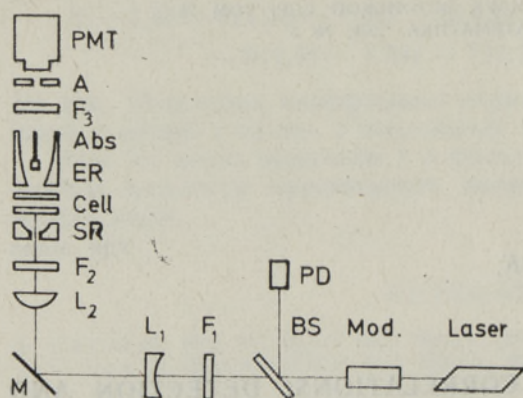 PMT
A
F3
Abs
ER
Cell
SR
F2
L2
PD
L1 F1 BS Mod. Laser
M